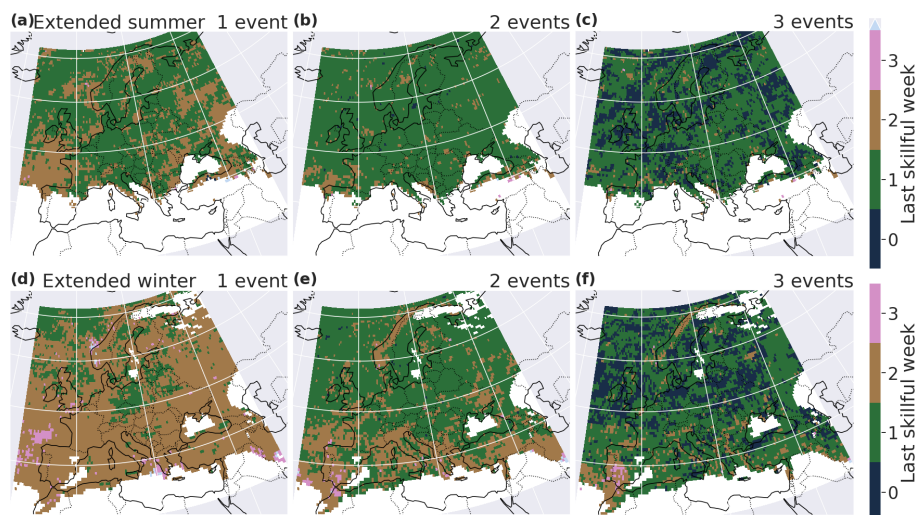 (a) Extended summer 1 event
(b) 2 events
(c) 3 events
3
2
1
0
Last skillful week
(d) Extended winter 1 event
(e) 2 events
(f) 3 events
3
2
1
0
Last skillful week